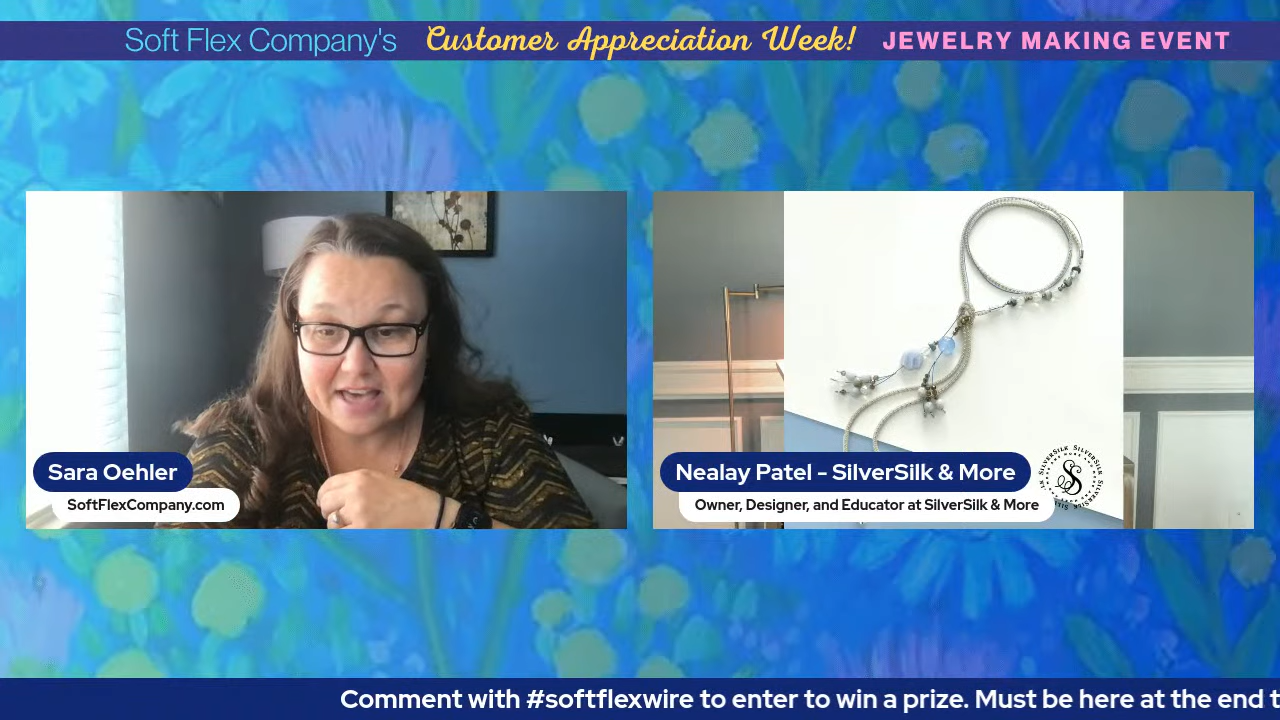 Soft Flex Company's Customer Appreciation Week! JEWELRY MAKING EVENT
Sara Oehler
SoftFlexCompany.com
Nealay Patel - SilverSilk & More
Owner, Designer, and Educator at SilverSilk & More
SILVERSILK SILVERSILK
Comment with #softflexwire to enter to win a prize. Must be here at the end t